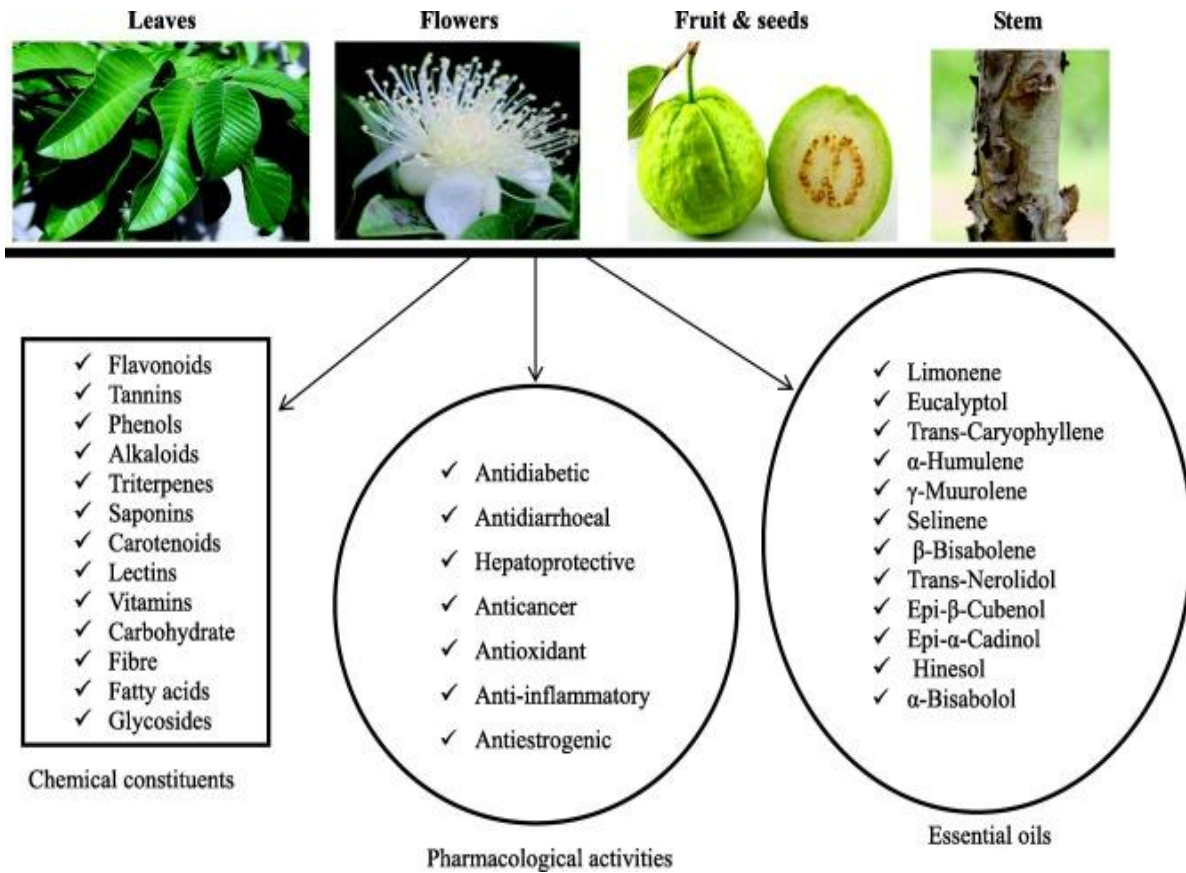 Leaves
Flowers
Fruit & seeds
Stem
✓ Flavonoids
✓ Tannins
✓ Phenols
✓ Alkaloids
✓ Triterpenes
✓ Saponins
✓ Carotenoids
✓ Lectins
✓ Vitamins
✓ Carbohydrate
✓ Fibre
✓ Fatty acids
✓ Glycosides
Chemical constituents
✓ Antidiabetic
✓ Antidiarrhoeal
✓ Hepatoprotective
✓ Anticancer
✓ Antioxidant
✓ Anti-inflammatory
✓ Antiestrogenic
Pharmacological activities
✓ Limonene
✓ Eucalyptol
✓ Trans-Caryophyllene
✓ α-Humulene
✓ γ-Muurolene
✓ Selinene
✓ β-Bisabolene
✓ Trans-Nerolidol
✓ Epi-β-Cubenol
✓ Epi-α-Cadinol
✓ Hinesol
✓ α-Bisabolol
Essential oils